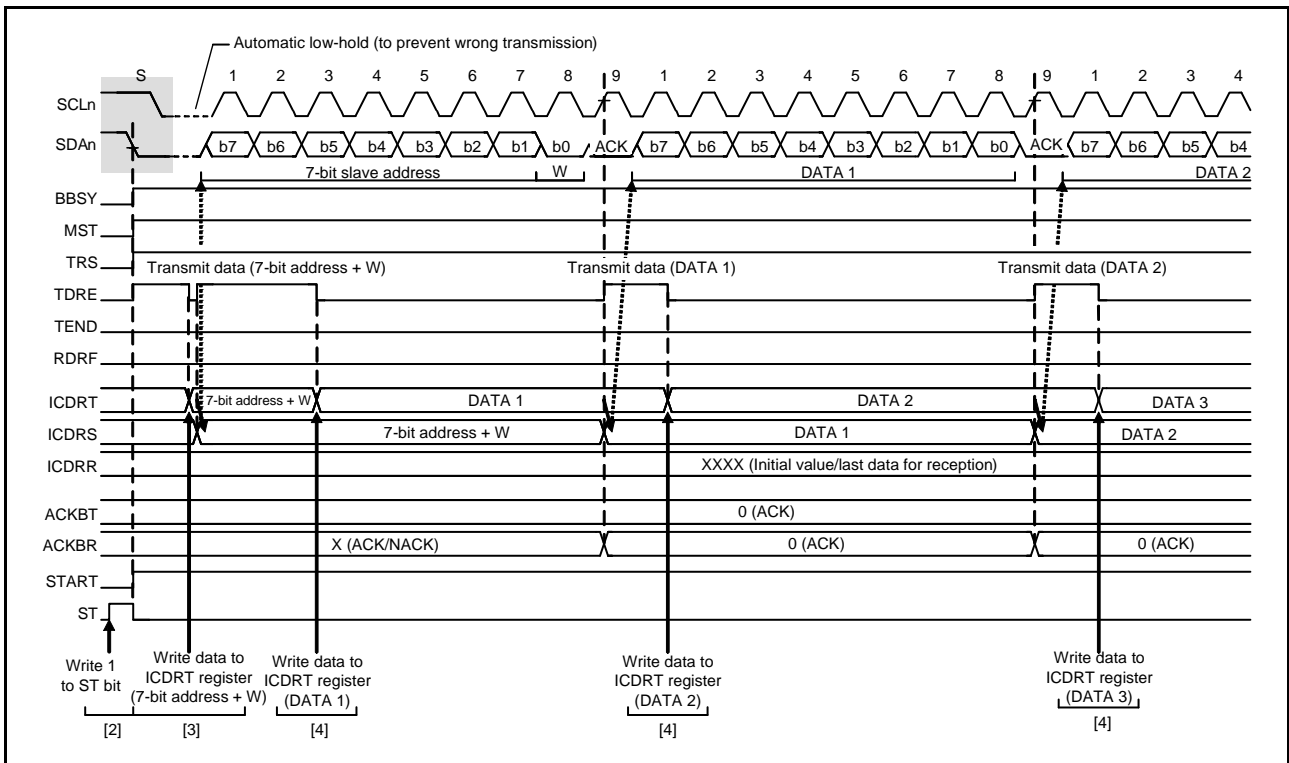 Automatic low-hold (to prevent wrong transmission)
S 1 2 3 4 5 6 7 8 9 1 2 3 4 5 6 7 8 9 1 2 3 4
SCLn
SDAn b7 b6 b5 b4 b3 b2 b1 b0 ACK b7 b6 b5 b4 b3 b2 b1 b0 ACK b7 b6 b5 b4
7-bit slave address W DATA 1 DATA 2
BBSY
MST
TRS
Transmit data (7-bit address + W) Transmit data (DATA 1) Transmit data (DATA 2)
TDRE
TEND
RDRF
ICDRT 7-bit address + W DATA 1 DATA 2 DATA 3
ICDRS 7-bit address + W DATA 1 DATA 2
ICDRR XXXX (Initial value/last data for reception)
ACKBT 0 (ACK)
ACKBR X (ACK/NACK) 0 (ACK) 0 (ACK)
START
ST
Write 1
to ST bit
[2]
Write data to
ICDRT register
(7-bit address + W)
[3]
Write data to
ICDRT register
(DATA 1)
[4]
Write data to
ICDRT register
(DATA 2)
[4]
Write data to
ICDRT register
(DATA 3)
[4]